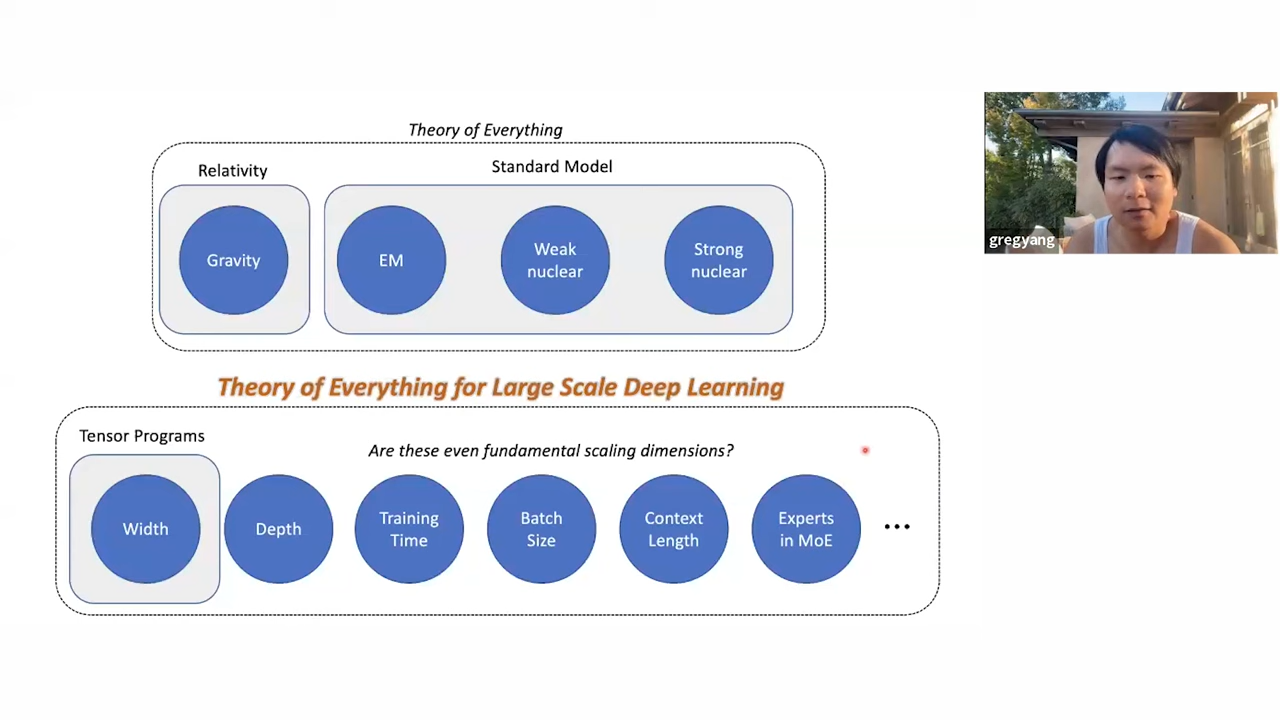 Theory of Everything
Relativity
Standard Model
Gravity
EM
Weak
nuclear
Strong
nuclear
gregyang
Theory of Everything for Large Scale Deep Learning
Tensor Programs
Are these even fundamental scaling dimensions?
Width
Depth
Training
Time
Batch
Size
Context
Length
Experts
in MoE
...